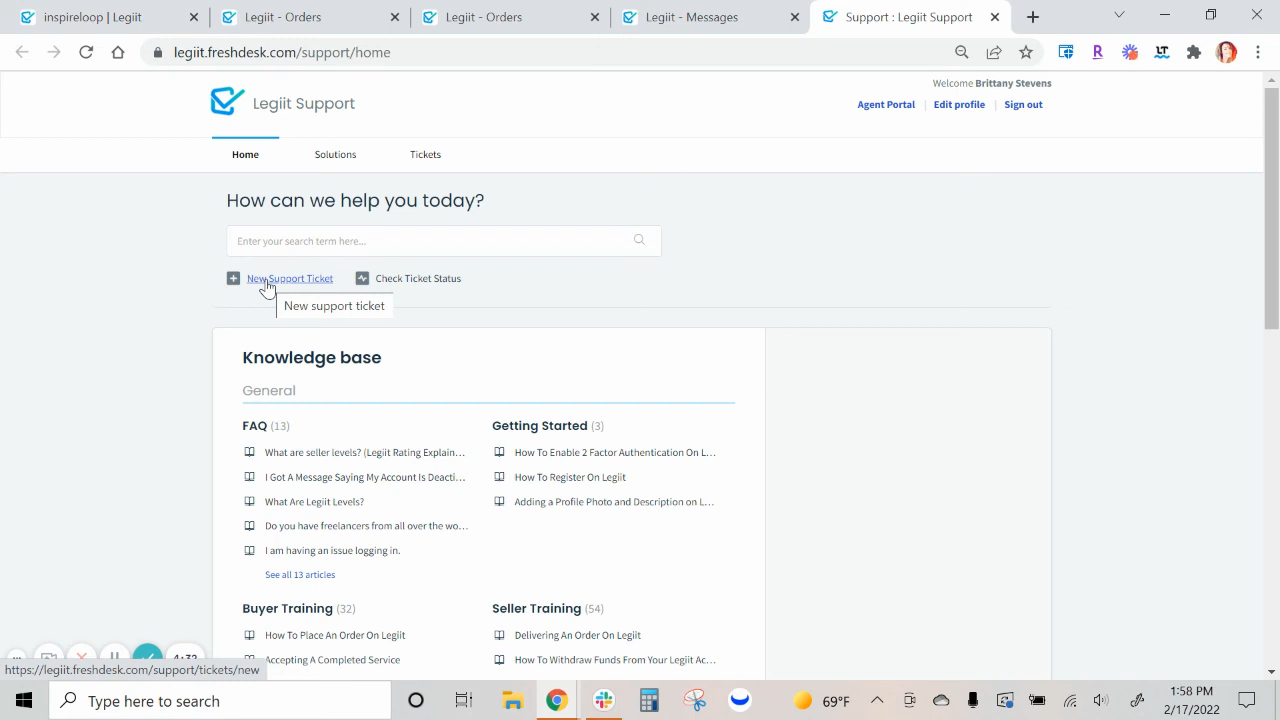 inspireloop | Legiit
Legiit - Orders
Legiit - Orders
Legiit - Messages
Support : Legiit Support
legiit.freshdesk.com/support/home
Legiit Support
Welcome Brittany Stevens
Agent Portal
Edit profile
Sign out
Home
Solutions
Tickets
How can we help you today?
Enter your search term here...
New Support Ticket
Check Ticket Status
New support ticket
Knowledge base
General
FAQ (13)
What are seller levels? (Legiit Rating Explain...
I Got A Message Saying My Account Is Deacti...
What Are Legiit Levels?
Do you have freelancers from all over the wo...
I am having an issue logging in.
See all 13 articles
Getting Started (3)
How To Enable 2 Factor Authentication On L...
How To Register On Legiit
Adding a Profile Photo and Description on L...
Buyer Training (32)
How To Place An Order On Legiit
Accepting A Completed Service
Seller Training (54)
Delivering An Order On Legiit
How To Withdraw Funds From Your Legiit Ac...
https://legiit.freshdesk.com/support/tickets/new
Type here to search
69°F
1:58 PM
2/17/2022